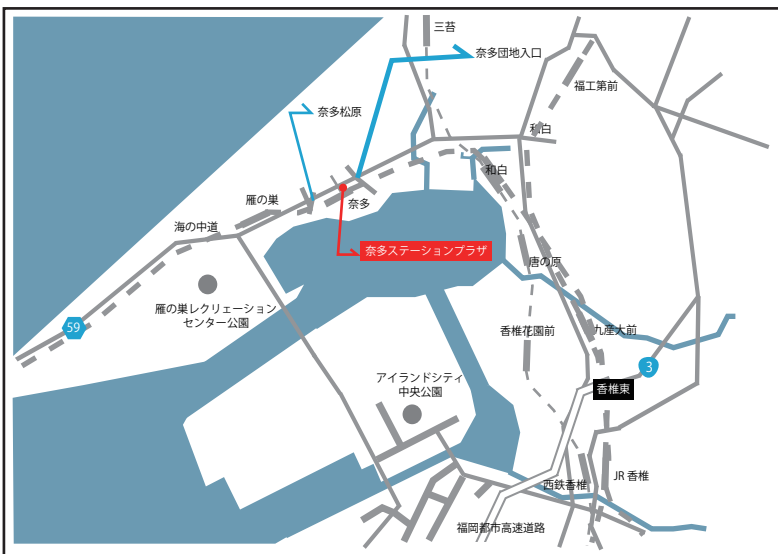 三苫
奈多団地入口
福工第前
奈多松原
和白
和白
雁の巣
奈多
海の中道
奈多ステーションプラザ
唐の原
雁の巣レクリェーション
センター公園
59
香椎花園前
九産大前
3
アイランドシティ
中央公園
香椎東
西鉄香椎
JR 香椎
福岡都市高速道路